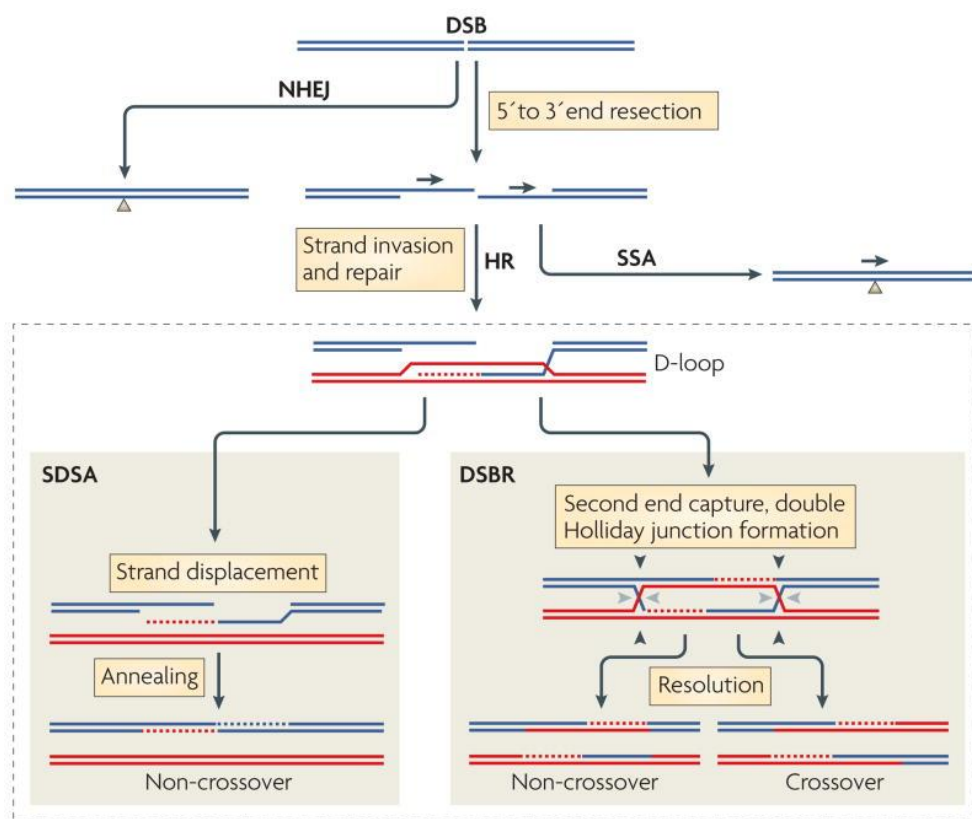 DSB
NHEJ
5´ to 3´ end resection
Strand invasion
and repair
HR
SSA
D-loop
SDSA
DSBR
Second end capture, double
Holliday junction formation
Strand displacement
Annealing
Resolution
Non-crossover
Non-crossover
Crossover